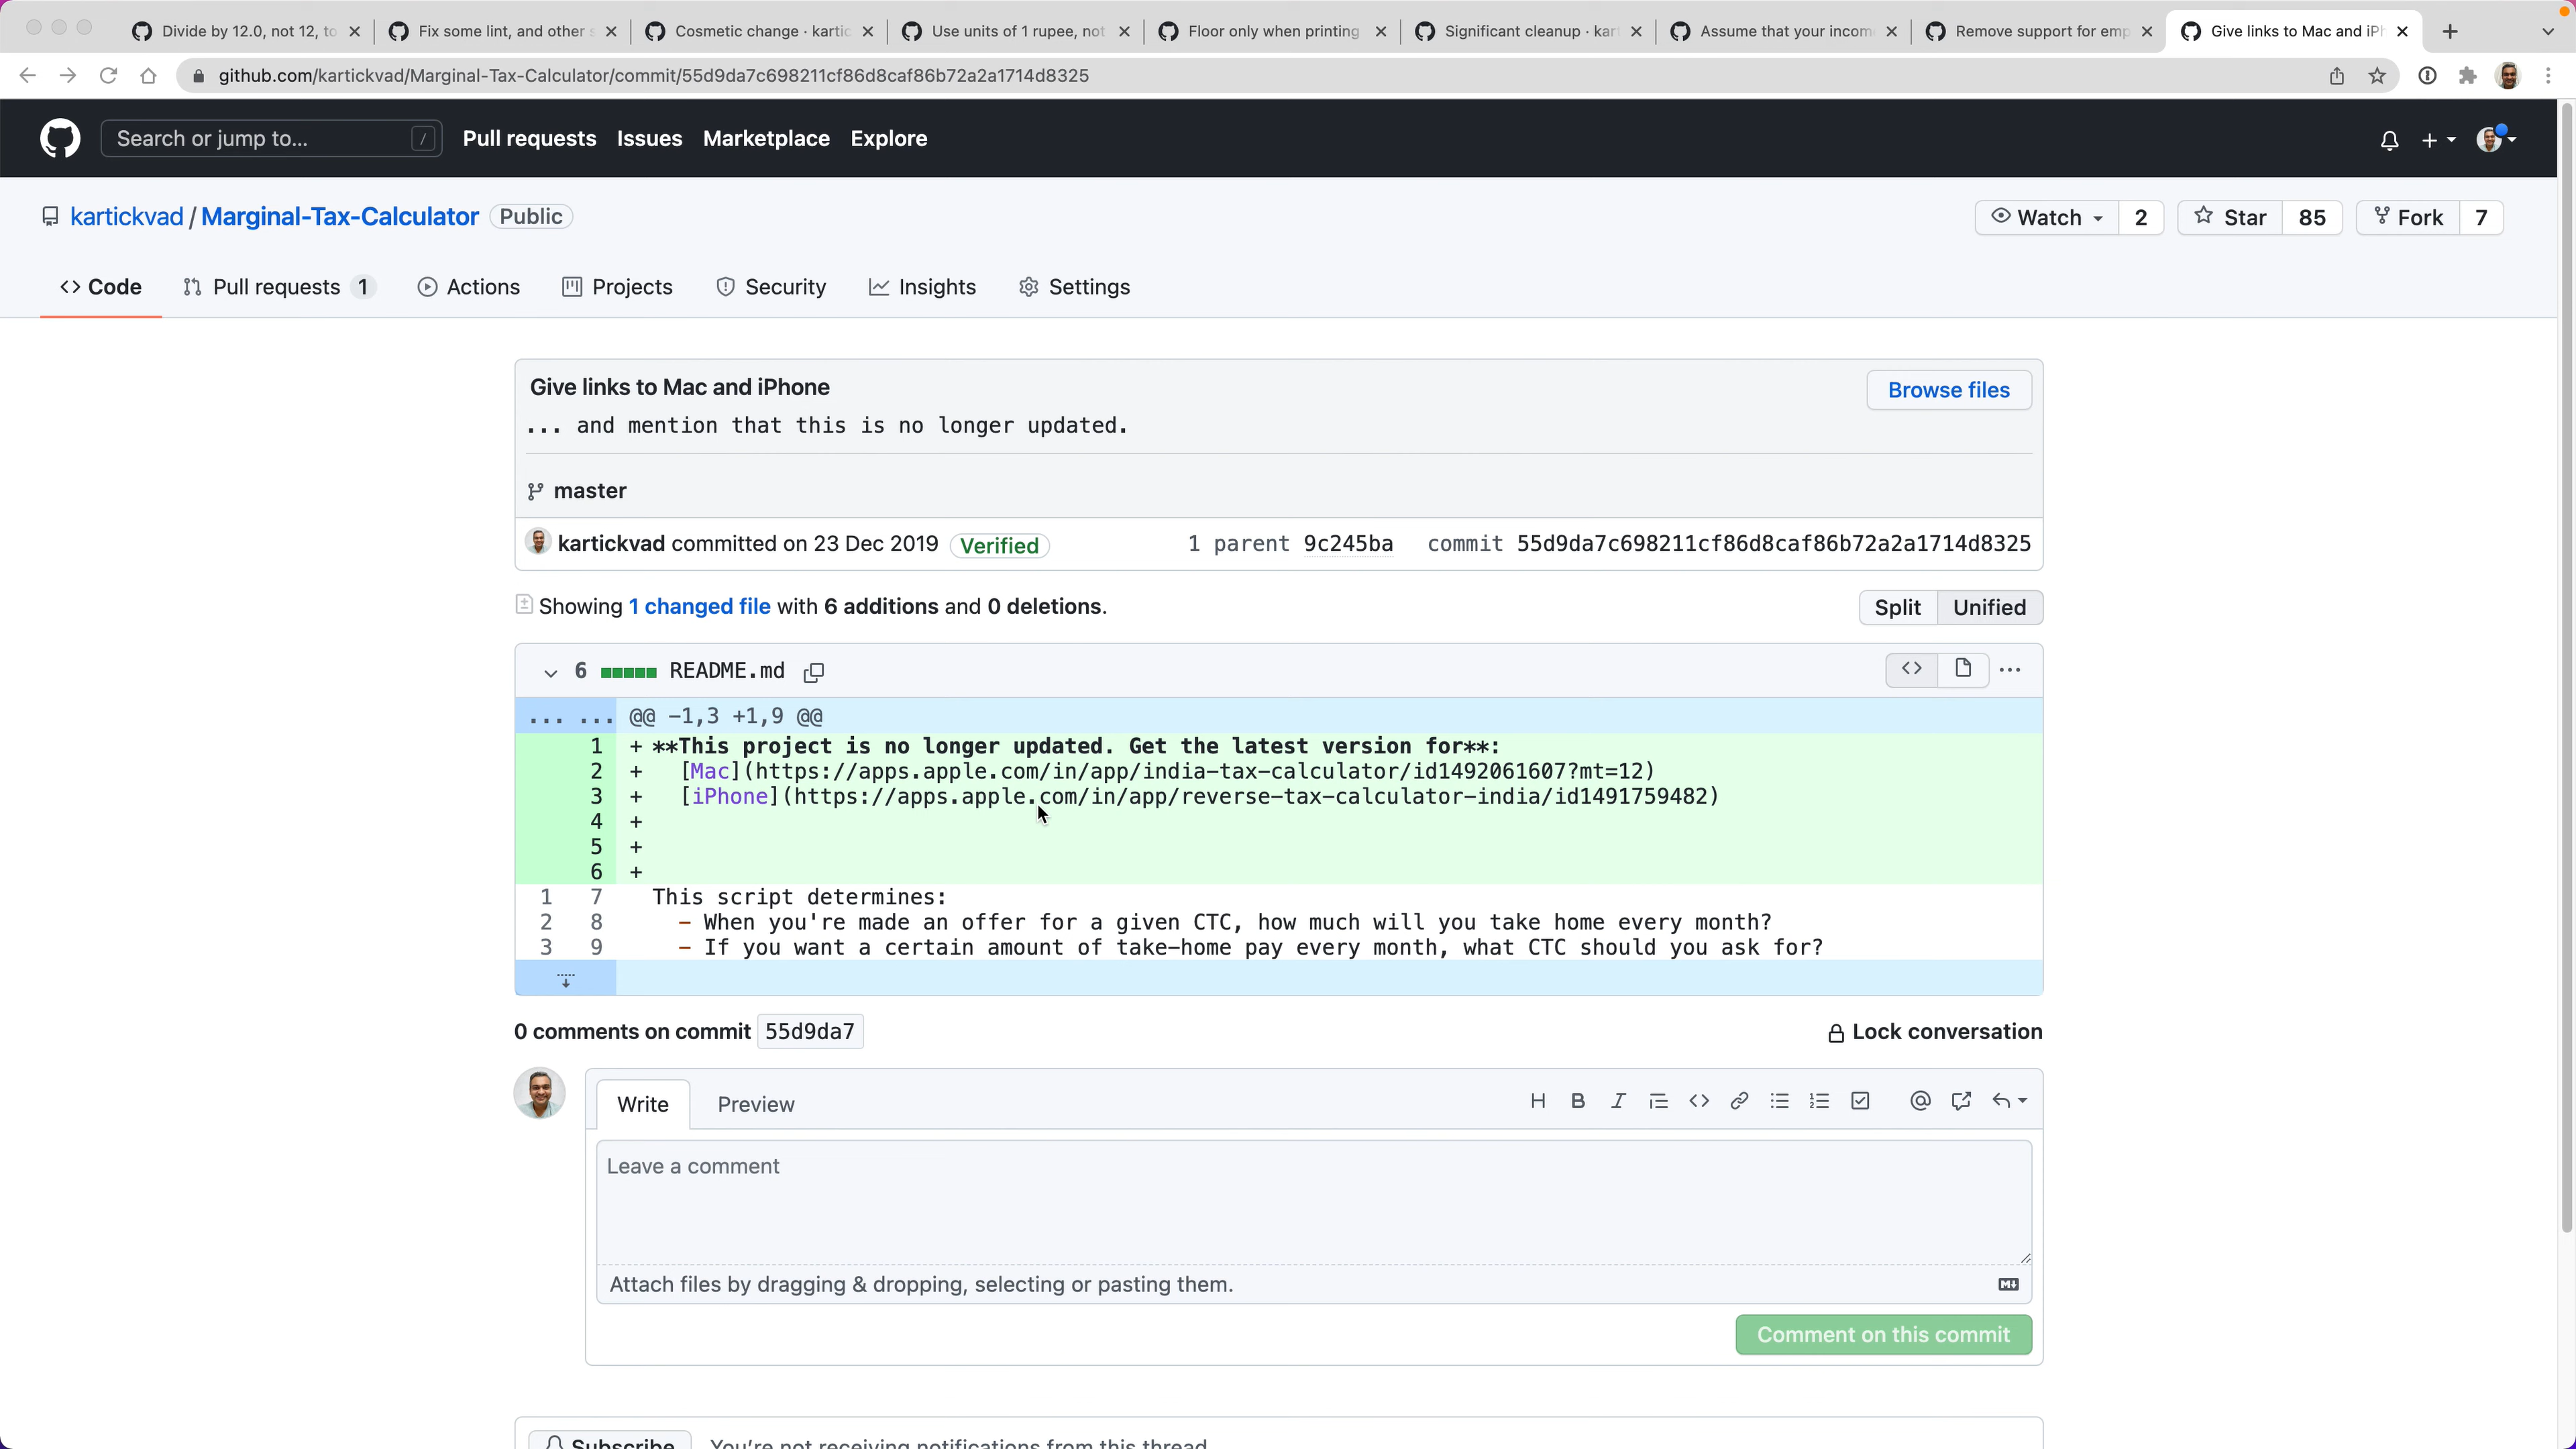 Divide by 12.0, not 12, to
Fix some lint, and other s
Cosmetic change · kartic
Use units of 1 rupee, not
Floor only when printing
Significant cleanup · kart
Assume that your incom
Remove support for emp
Give links to Mac and iPh
github.com/kartickvad/Marginal-Tax-Calculator/commit/55d9da7c698211cf86d8caf86b72a2a1714d8325
Search or jump to... /
Pull requests Issues Marketplace Explore
kartickvad / Marginal-Tax-Calculator Public
Watch 2 Star 85 Fork 7
Code Pull requests 1 Actions Projects Security Insights Settings
Give links to Mac and iPhone
Browse files
... and mention that this is no longer updated.
master
kartickvad committed on 23 Dec 2019 Verified 1 parent 9c245ba commit 55d9da7c698211cf86d8caf86b72a2a1714d8325
Showing 1 changed file with 6 additions and 0 deletions.
Split Unified
6 README.md
... ... @@ -1,3 +1,9 @@
1 + **This project is no longer updated. Get the latest version for**:
2 + [Mac](https://apps.apple.com/in/app/india-tax-calculator/id1492061607?mt=12)
3 + [iPhone](https://apps.apple.com/in/app/reverse-tax-calculator-india/id1491759482)
4 +
5 +
6 +
1 7 This script determines:
2 8 - When you're made an offer for a given CTC, how much will you take home every month?
3 9 - If you want a certain amount of take-home pay every month, what CTC should you ask for?
0 comments on commit 55d9da7
Lock conversation
Write Preview
Leave a comment
Attach files by dragging & dropping, selecting or pasting them.
Comment on this commit
Subscribe You're not receiving notifications from this thread.